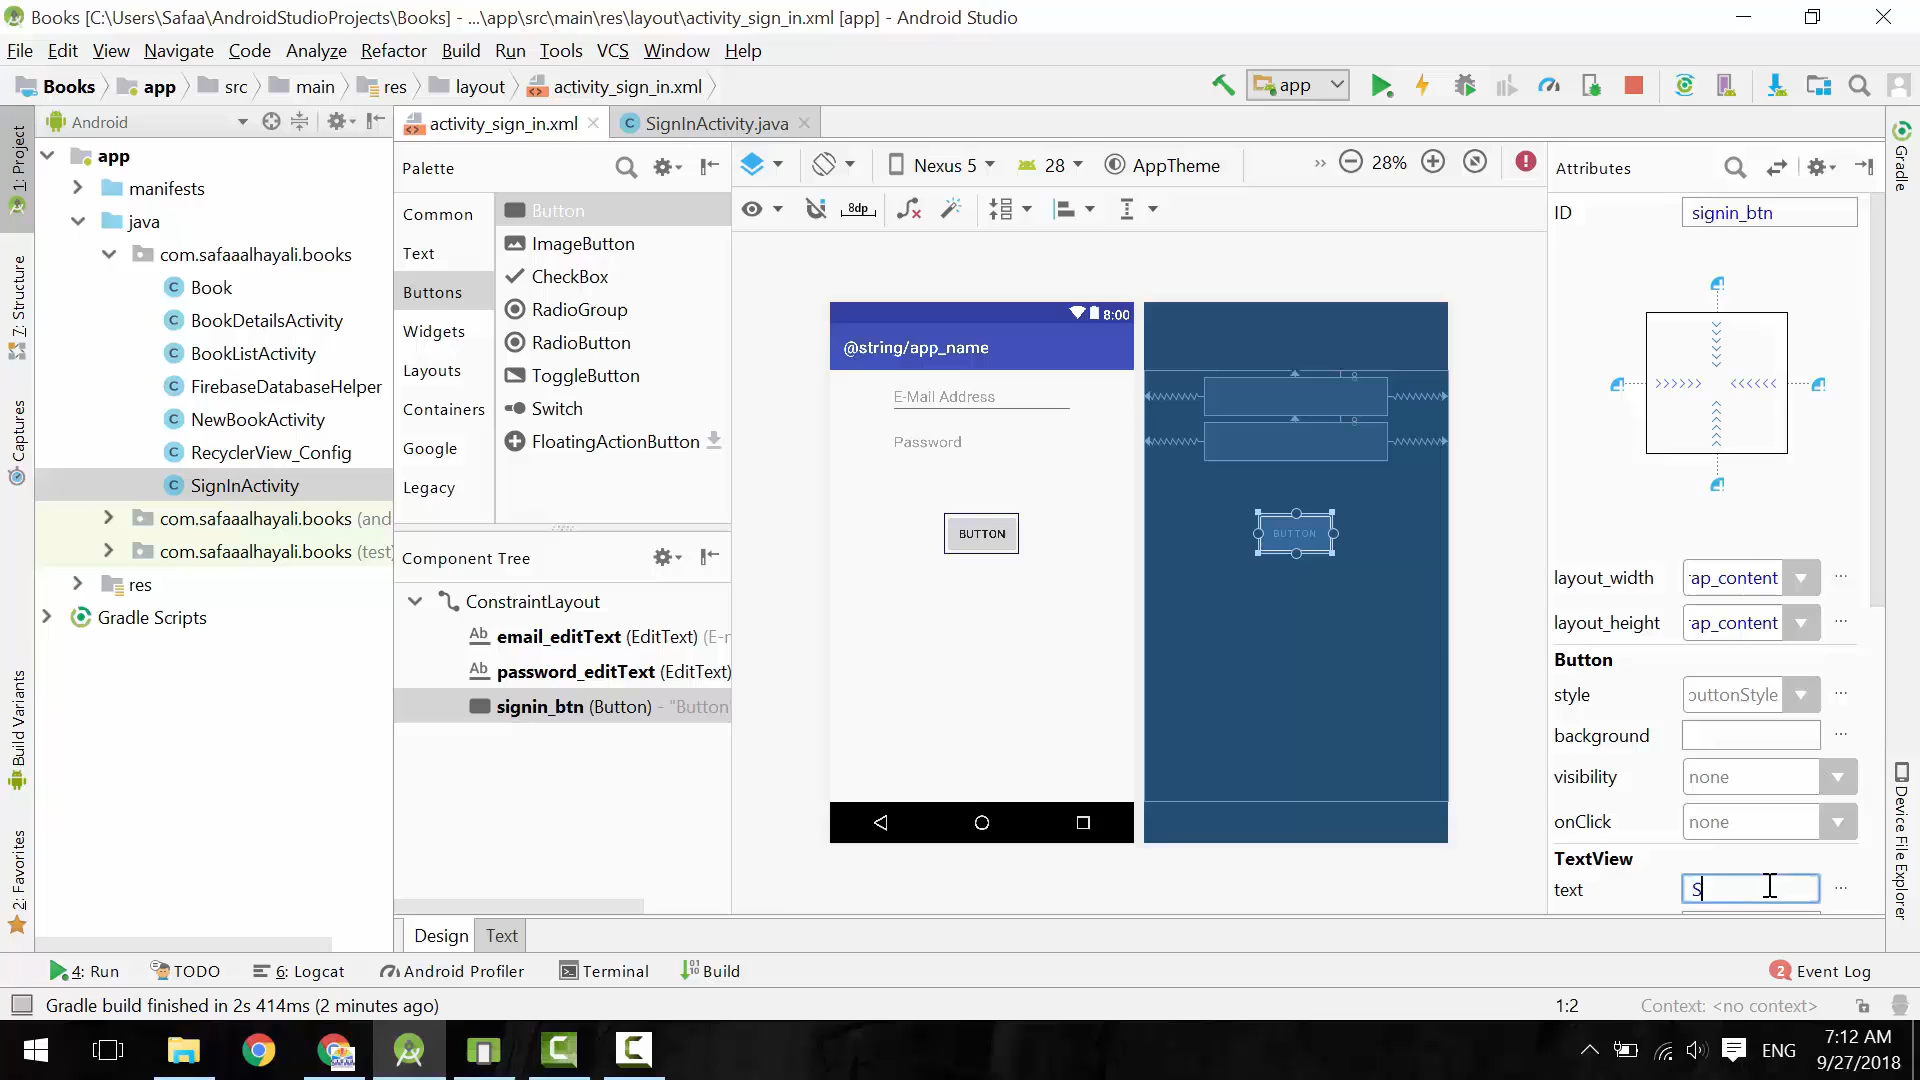 Books [C:\Users\Safaa\AndroidStudioProjects\Books] - ...\app\src\main\res\layout\activity_sign_in.xml [app] - Android Studio
File Edit View Navigate Code Analyze Refactor Build Run Tools VCS Window Help
Books app src main res layout activity_sign_in.xml app
Android
activity_sign_in.xml
SignInActivity.java
1: Project
7: Structure
Captures
Build Variants
2: Favorites
app
manifests
java
com.safaaalhayali.books
Book
BookDetailsActivity
BookListActivity
FirebaseDatabaseHelper
NewBookActivity
RecyclerView_Config
SignInActivity
com.safaaalhayali.books (and
com.safaaalhayali.books (test)
res
Gradle Scripts
Palette
Common
Text
Buttons
Widgets
Layouts
Containers
Google
Legacy
Button
ImageButton
CheckBox
RadioGroup
RadioButton
ToggleButton
Switch
FloatingActionButton
Component Tree
ConstraintLayout
Ab email_editText (EditText) (E-r
Ab password_editText (EditText)
signin_btn (Button) - "Button"
Nexus 5 28 AppTheme >> 28%
8dp
8:00
@string/app_name
E-Mail Address
Password
BUTTON
8
8
BUTTON
Attributes
ID signin_btn
layout_width ap_content ...
layout_height ap_content ...
Button
style buttonStyle ...
background ...
visibility none
onClick none
TextView
text S ...
Gradle
Device File Explorer
Design Text
4: Run TODO 6: Logcat Android Profiler Terminal Build 2 Event Log
Gradle build finished in 2s 414ms (2 minutes ago) 1:2 Context: <no context>
ENG
7:12 AM
9/27/2018